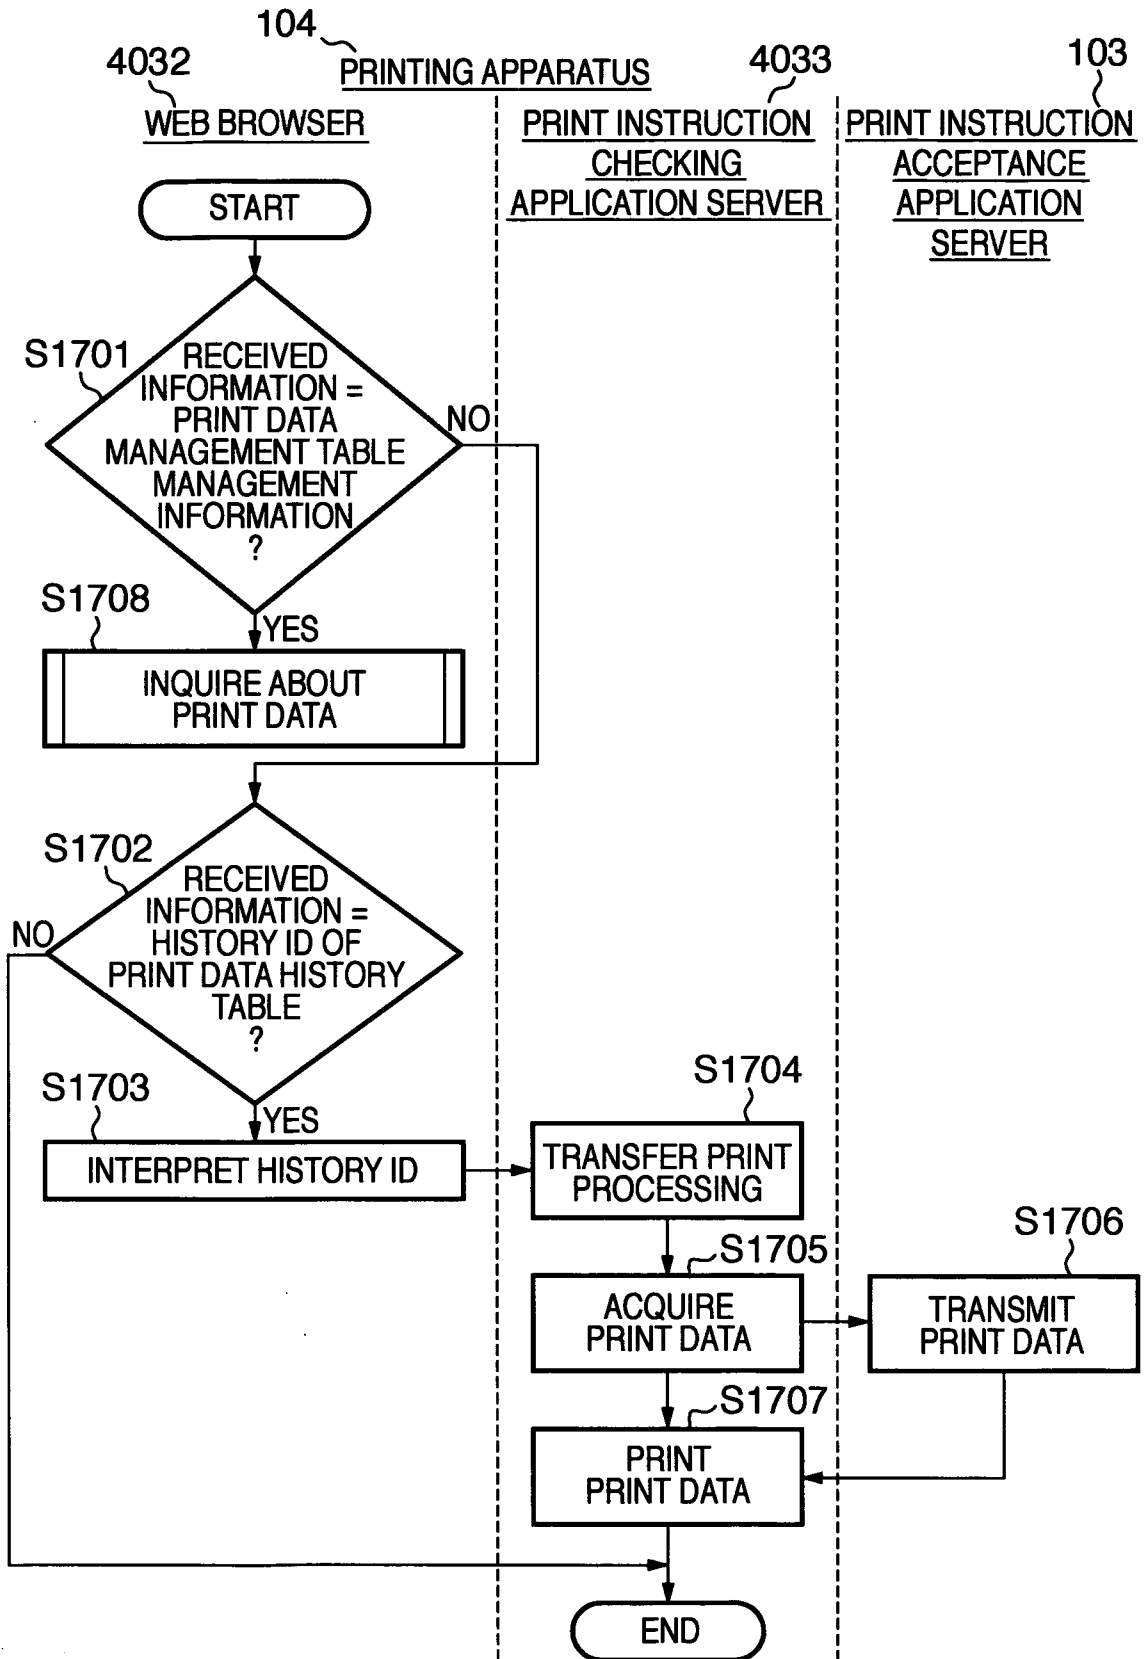 104
PRINTING APPARATUS
4032
WEB BROWSER
4033
PRINT INSTRUCTION
CHECKING
APPLICATION SERVER
103
PRINT INSTRUCTION
ACCEPTANCE
APPLICATION
SERVER
START
S1701
RECEIVED
INFORMATION =
PRINT DATA
MANAGEMENT TABLE
MANAGEMENT
INFORMATION
?
NO
YES
S1708
INQUIRE ABOUT
PRINT DATA
S1702
RECEIVED
INFORMATION =
HISTORY ID OF
PRINT DATA HISTORY
TABLE
?
NO
YES
S1703
INTERPRET HISTORY ID
S1704
TRANSFER PRINT
PROCESSING
S1705
ACQUIRE
PRINT DATA
S1706
TRANSMIT
PRINT DATA
S1707
PRINT
PRINT DATA
END